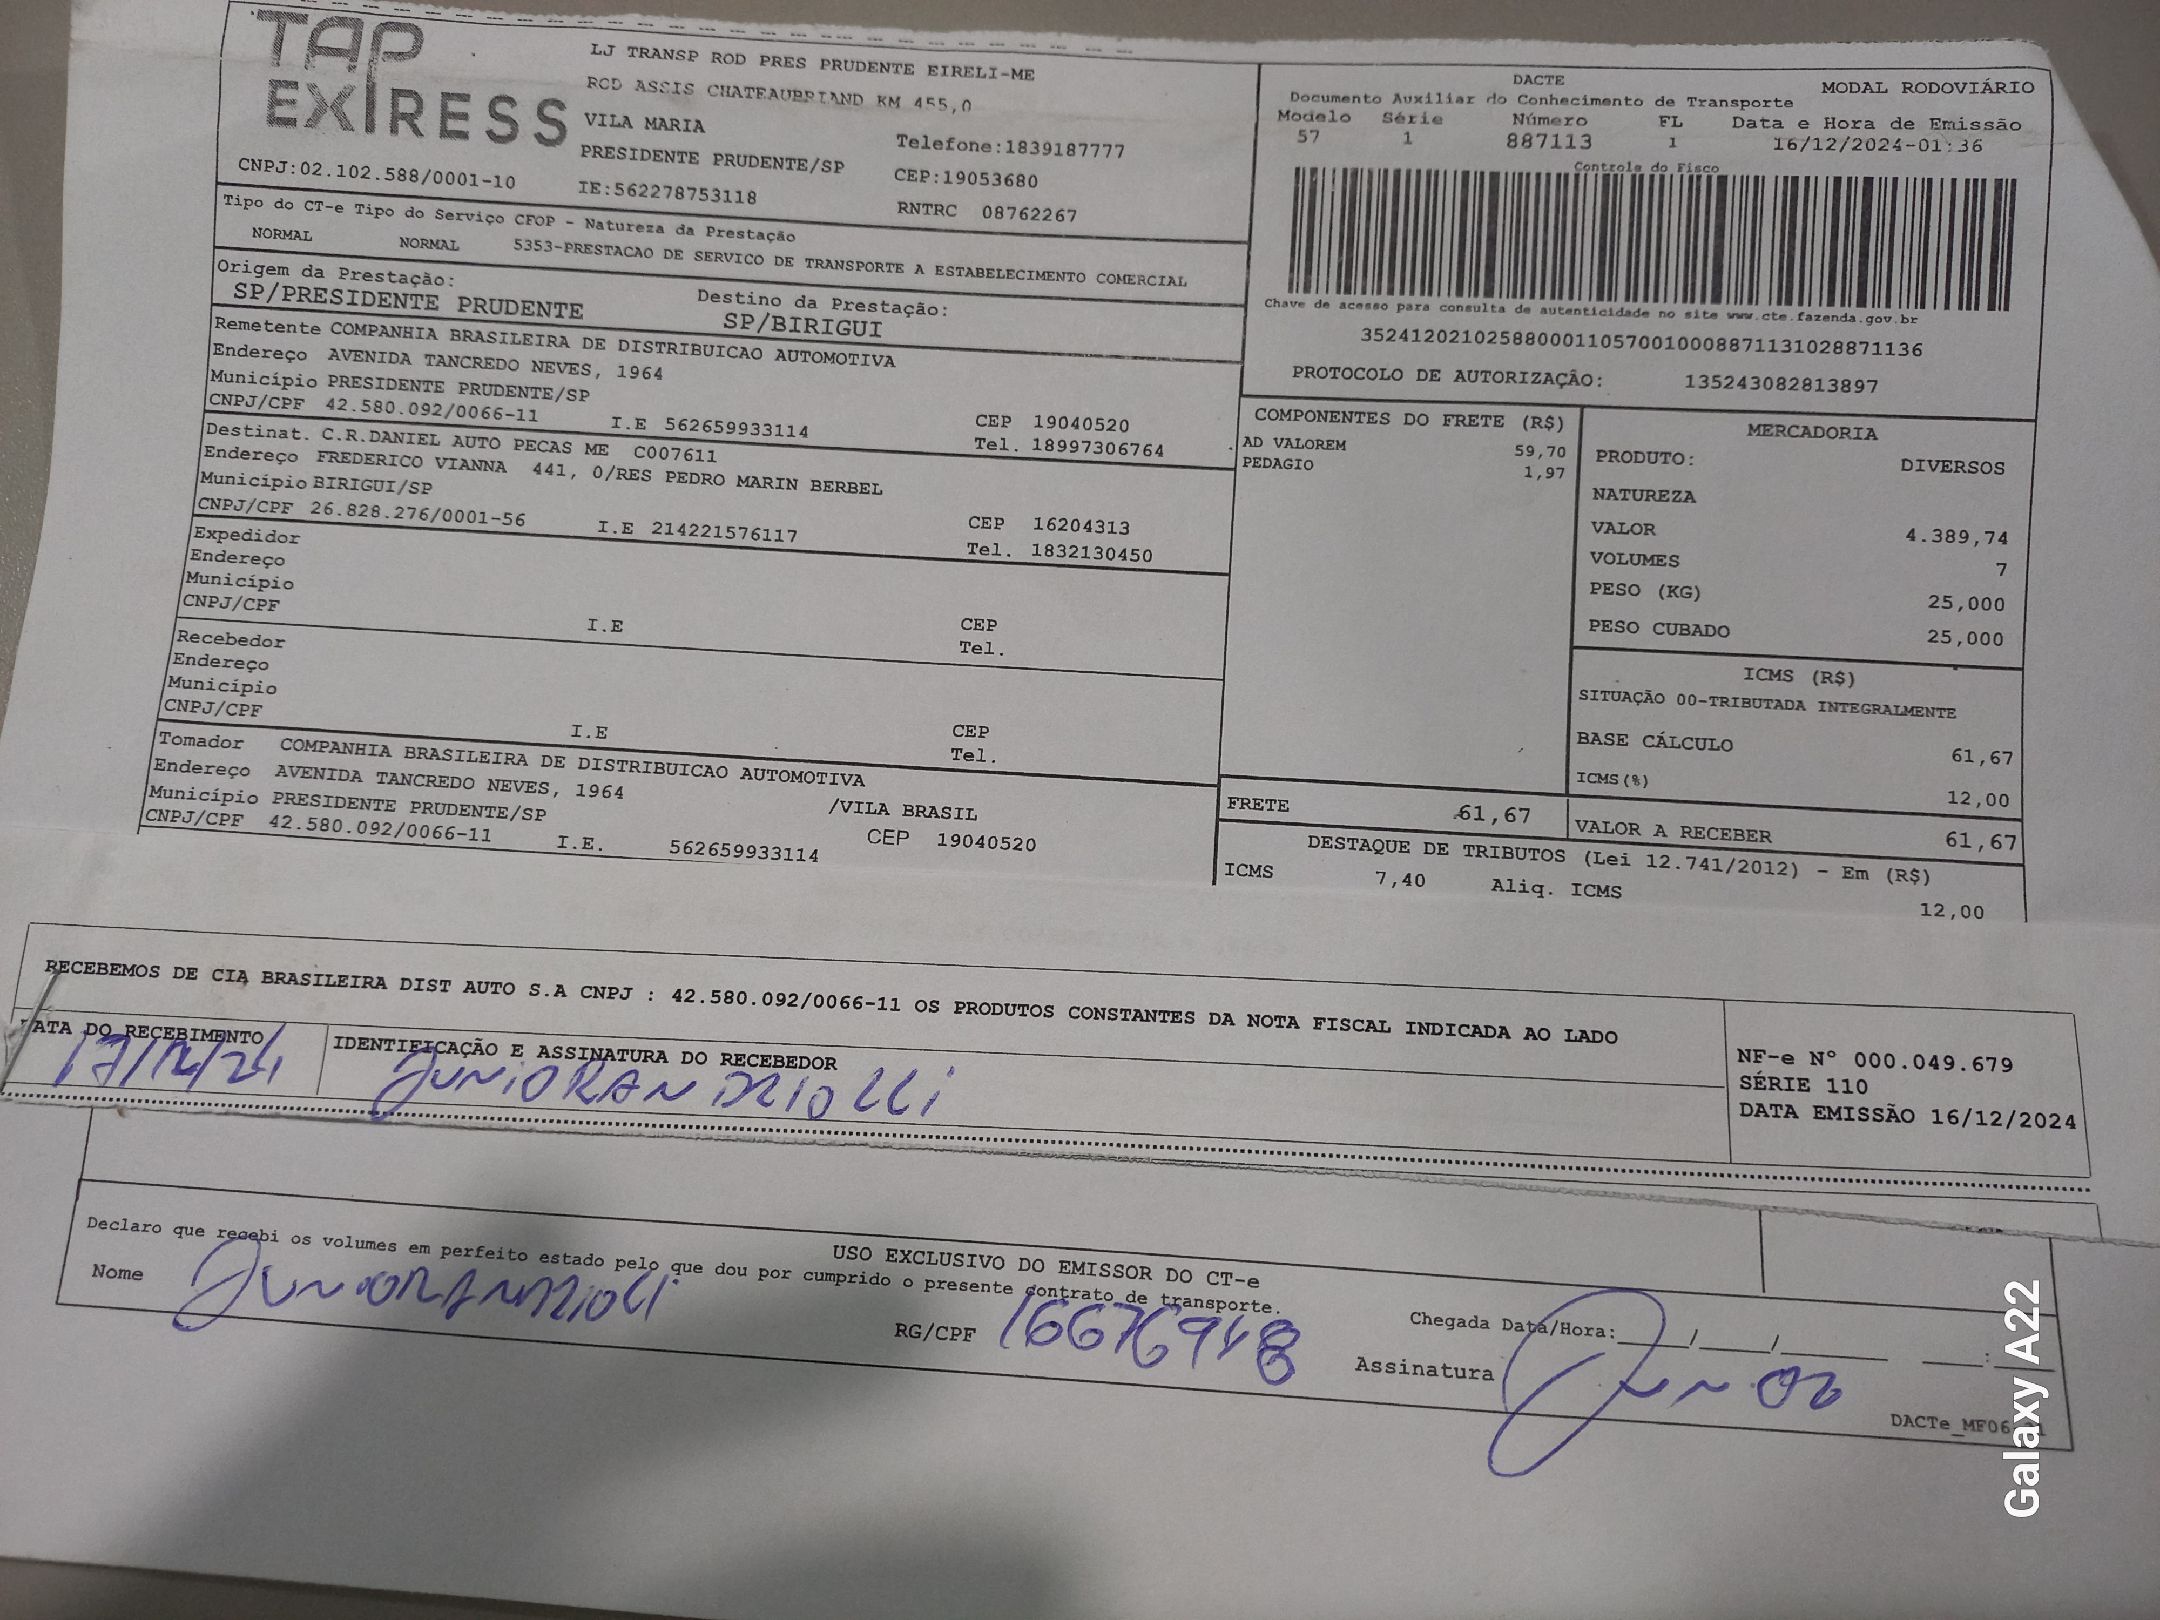 TAP
EXPRESS
LJ TRANSP ROD PRES PRUDENTE EIRELI-ME
ROD ASSIS CHATEAUBRIAND KM 455,0
VILA MARIA
Telefone:1839187777
PRESIDENTE PRUDENTE/SP
CEP:19053680
CNPJ:02.102.588/0001-10
IE:562278753118
RNTRC 08762267
DACTE
MODAL RODOVIÁRIO
Documento Auxiliar do Conhecimento de Transporte
Modelo Série Número FL Data e Hora de Emissão
57 1 887113 1 16/12/2024-01:36
Controle do Fisco
Chave de acesso para consulta de autenticidade no site www.cte.fazenda.gov.br
35241202102588000110570010008871131028871136
PROTOCOLO DE AUTORIZAÇÃO: 135243082813897
Tipo do CT-e Tipo do Serviço CFOP - Natureza da Prestação
NORMAL NORMAL 5353-PRESTACAO DE SERVICO DE TRANSPORTE A ESTABELECIMENTO COMERCIAL
Origem da Prestação: Destino da Prestação:
SP/PRESIDENTE PRUDENTE SP/BIRIGUI
Remetente COMPANHIA BRASILEIRA DE DISTRIBUICAO AUTOMOTIVA
Endereço AVENIDA TANCREDO NEVES, 1964
Município PRESIDENTE PRUDENTE/SP CEP 19040520
CNPJ/CPF 42.580.092/0066-11 I.E 562659933114 Tel. 18997306764
Destinat. C.R.DANIEL AUTO PECAS ME C007611
Endereço FREDERICO VIANNA 441, 0/RES PEDRO MARIN BERBEL
Município BIRIGUI/SP CEP 16204313
CNPJ/CPF 26.828.276/0001-56 I.E 214221576117 Tel. 1832130450
Expedidor
Endereço
Município CEP
CNPJ/CPF I.E Tel.
Recebedor
Endereço
Município CEP
CNPJ/CPF I.E Tel.
Tomador COMPANHIA BRASILEIRA DE DISTRIBUICAO AUTOMOTIVA
Endereço AVENIDA TANCREDO NEVES, 1964 /VILA BRASIL
Município PRESIDENTE PRUDENTE/SP CEP 19040520
CNPJ/CPF 42.580.092/0066-11 I.E. 562659933114
COMPONENTES DO FRETE (R$)
AD VALOREM 59,70
PEDAGIO 1,97
MERCADORIA
PRODUTO: DIVERSOS
NATUREZA
VALOR 4.389,74
VOLUMES 7
PESO (KG) 25,000
PESO CUBADO 25,000
ICMS (R$)
SITUAÇÃO 00-TRIBUTADA INTEGRALMENTE
BASE CÁLCULO 61,67
ICMS(%) 12,00
FRETE 61,67 VALOR A RECEBER 61,67
DESTAQUE DE TRIBUTOS (Lei 12.741/2012) - Em (R$)
ICMS 7,40 Aliq. ICMS 12,00
RECEBEMOS DE CIA BRASILEIRA DIST AUTO S.A CNPJ : 42.580.092/0066-11 OS PRODUTOS CONSTANTES DA NOTA FISCAL INDICADA AO LADO
DATA DO RECEBIMENTO IDENTIFICAÇÃO E ASSINATURA DO RECEBEDOR
17/12/24 JUNIOR ANDRIOLLI
NF-e Nº 000.049.679
SÉRIE 110
DATA EMISSÃO 16/12/2024
USO EXCLUSIVO DO EMISSOR DO CT-e
Declaro que recebi os volumes em perfeito estado pelo que dou por cumprido o presente contrato de transporte.
Nome RG/CPF 16676948
Chegada Data/Hora:____/____/______ ____:____
Assinatura
Galaxy A22